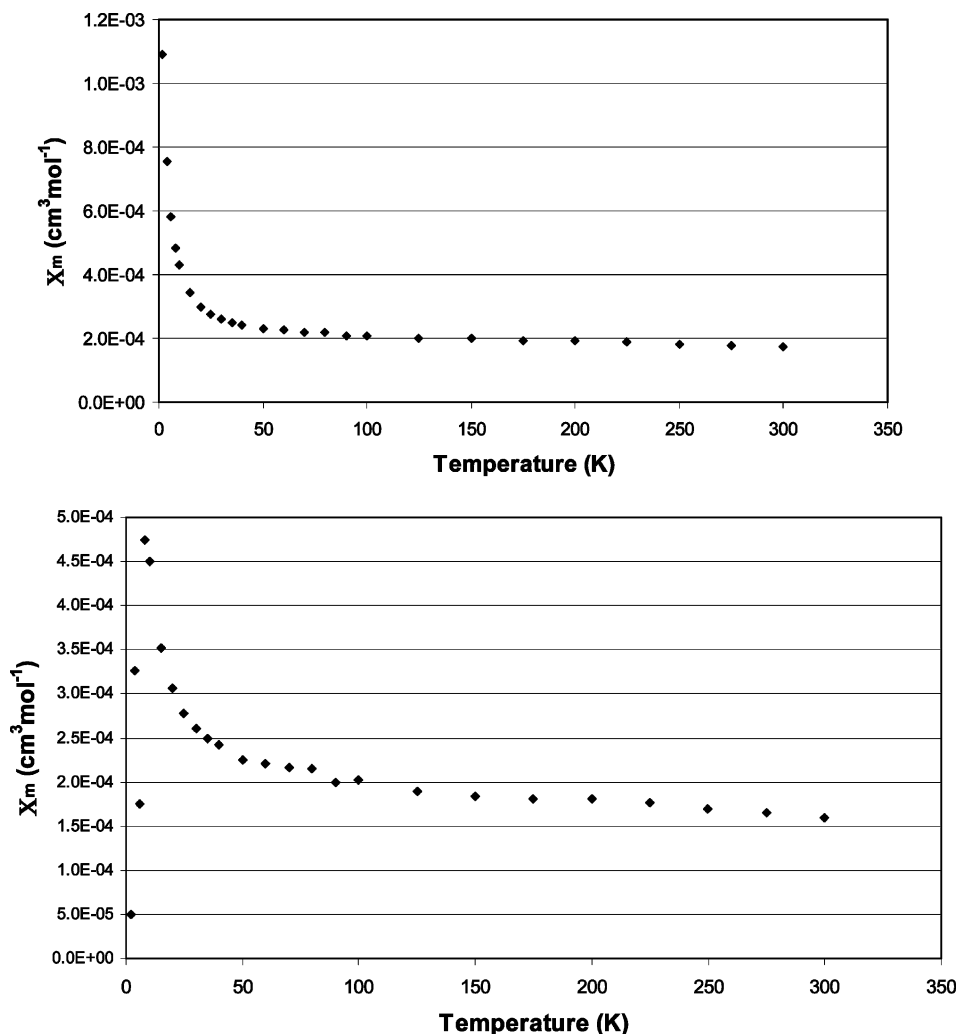 1.2E-03
1.0E-03
8.0E-04
6.0E-04
4.0E-04
2.0E-04
0.0E+00
Xm (cm³mol⁻¹)
0 50 100 150 200 250 300 350
Temperature (K)
5.0E-04
4.5E-04
4.0E-04
3.5E-04
3.0E-04
2.5E-04
2.0E-04
1.5E-04
1.0E-04
5.0E-05
0.0E+00
Xm (cm³mol⁻¹)
0 50 100 150 200 250 300 350
Temperature (K)